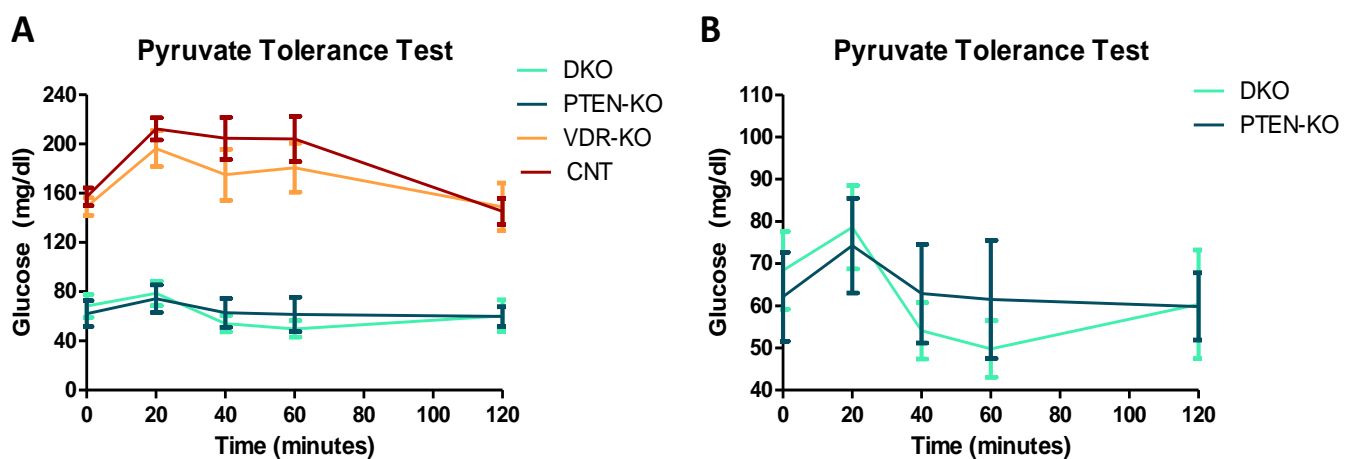 A
Pyruvate Tolerance Test
DKO
PTEN-KO
VDR-KO
CNT
Glucose (mg/dl)
240
200
160
120
80
40
0
0 20 40 60 80 100 120
Time (minutes)
B
Pyruvate Tolerance Test
DKO
PTEN-KO
Glucose (mg/dl)
110
100
90
80
70
60
50
40
0 20 40 60 80 100 120
Time (minutes)